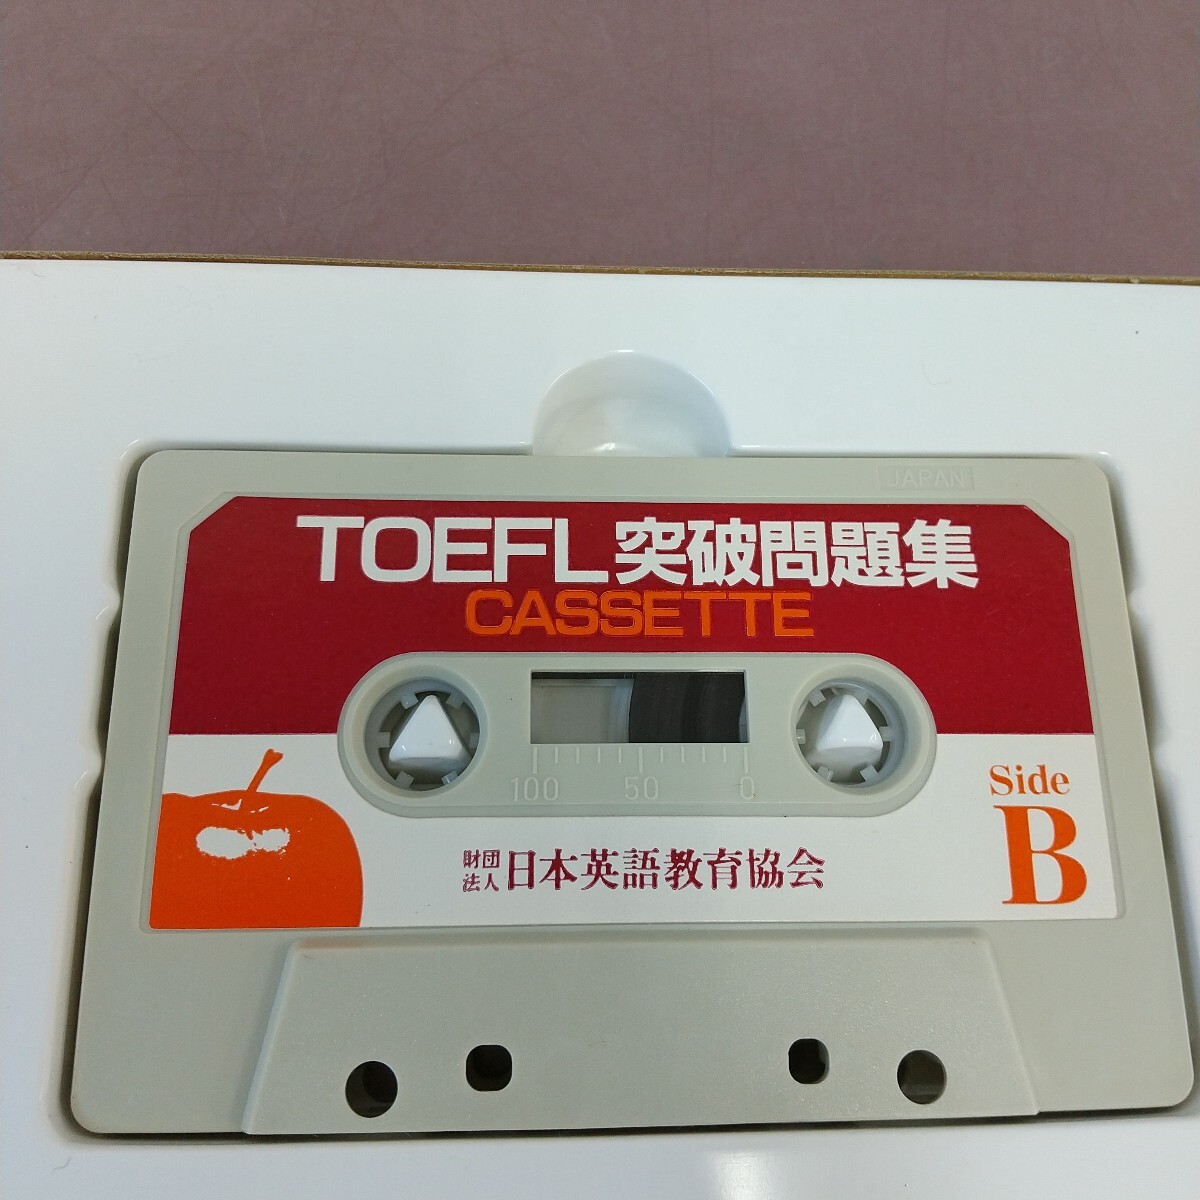 JAPAN
TOEFL突破問題集
CASSETTE
100 50 0
Side
B
財団法人日本英語教育協会